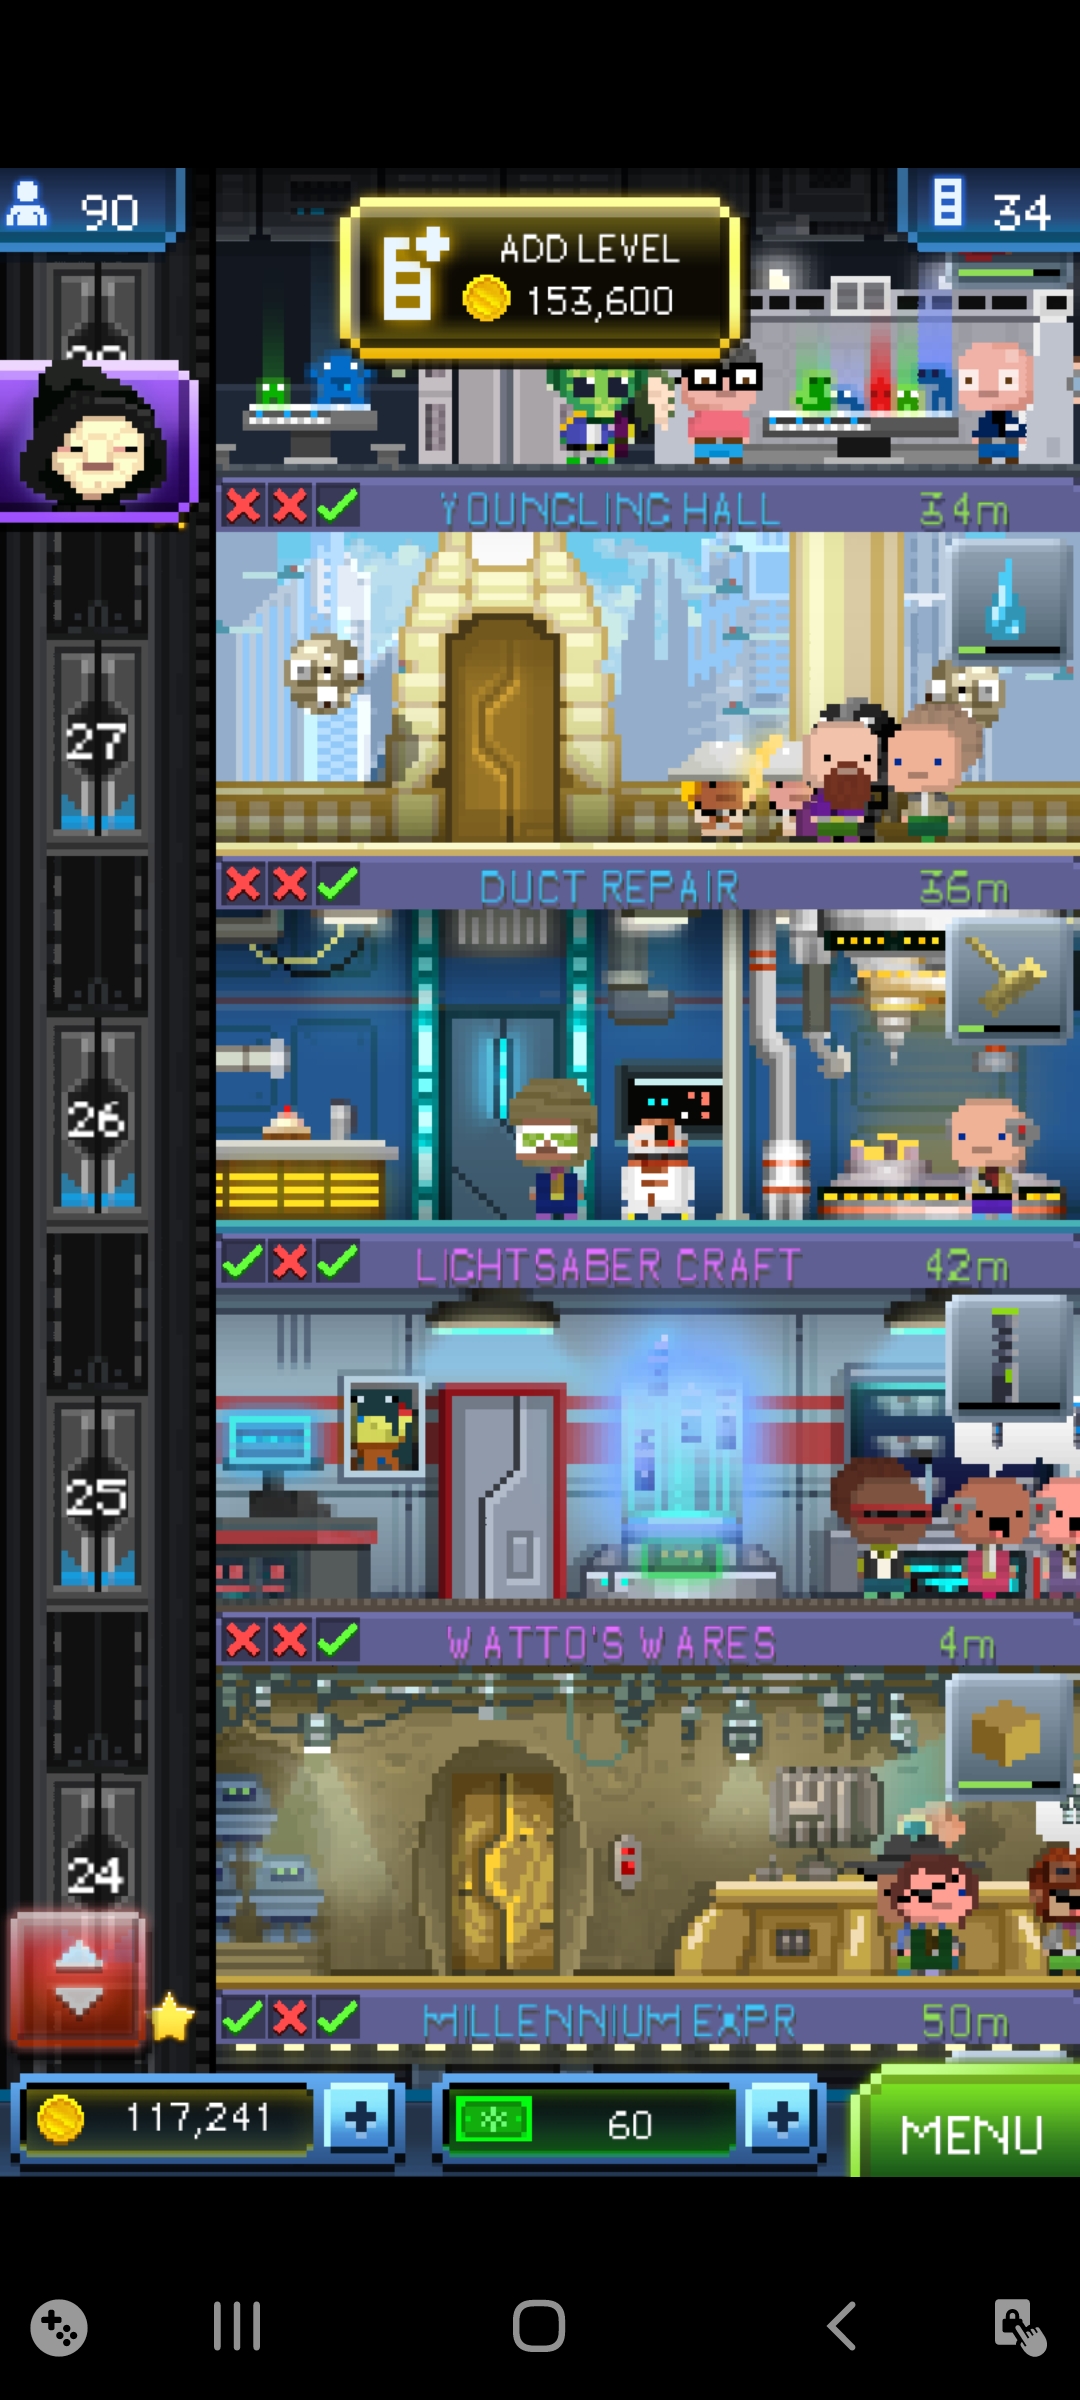 90
ADD LEVEL
153,600
34
YOUNGLING HALL 34m
27
DUCT REPAIR 36m
26
LIGHTSABER CRAFT 42m
25
WATTO'S WARES 4m
24
MILLENNIUM EXPR 50m
117,241
60
MENU